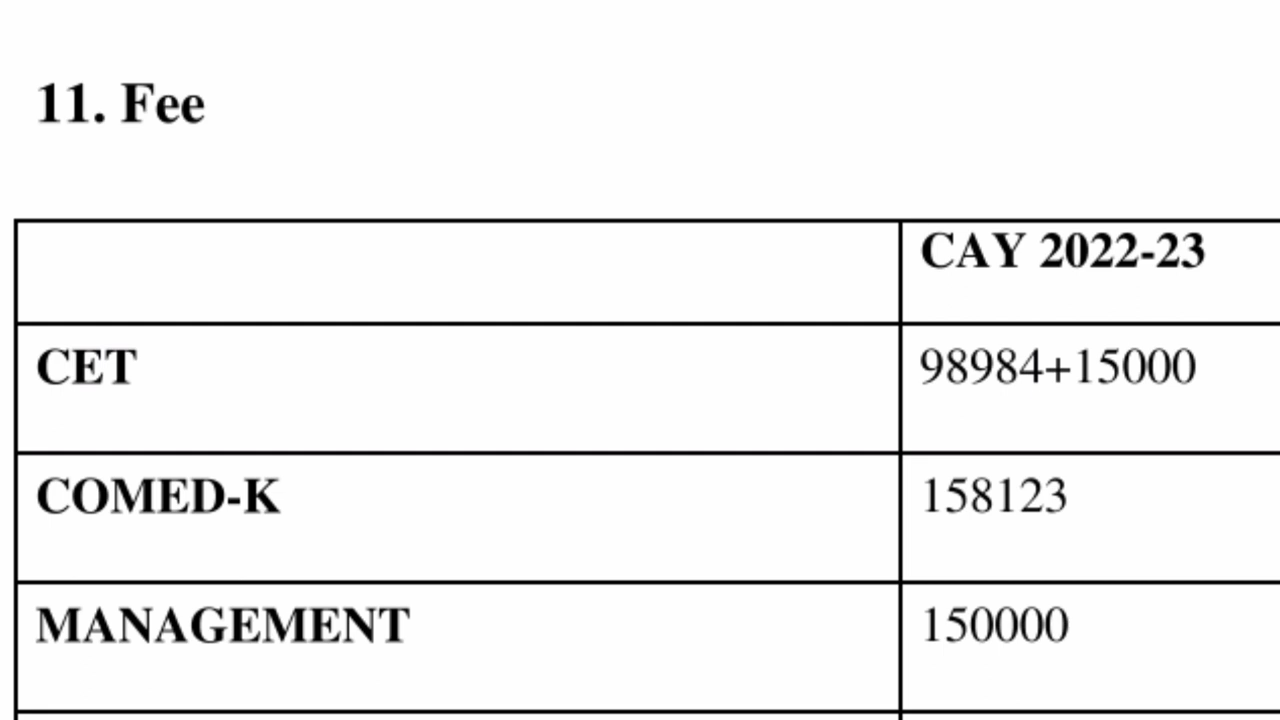 11. Fee
CAY 2022-23
CET 98984+15000
COMED-K 158123
MANAGEMENT 150000